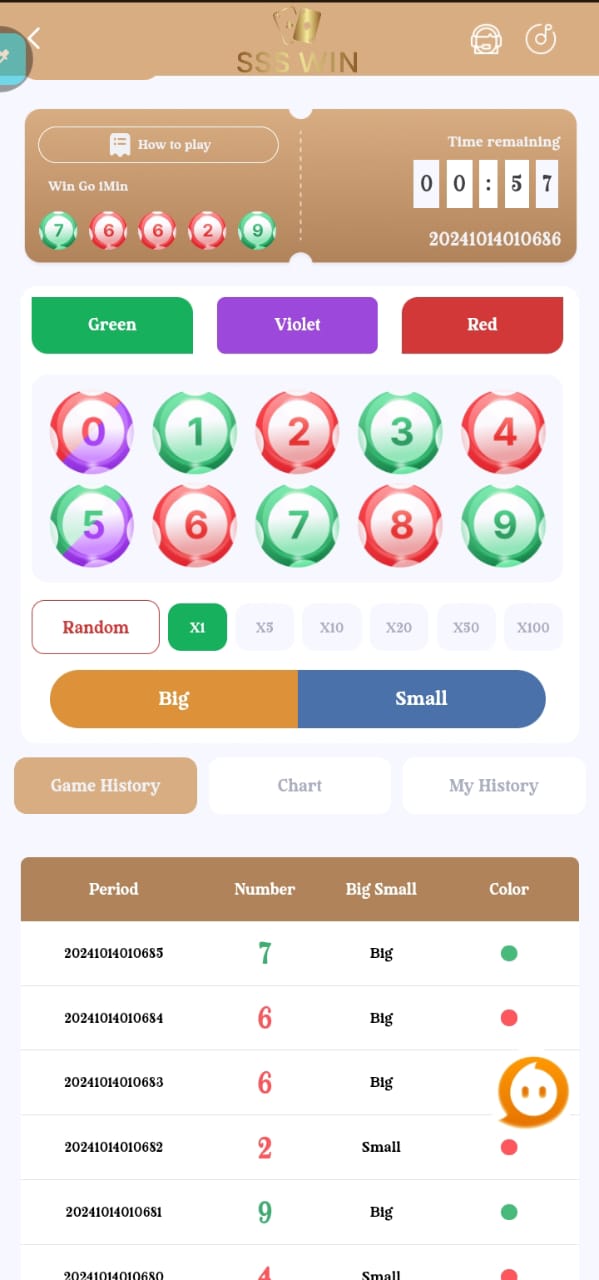 SSS WIN
How to play
Time remaining
Win Go 1Min
0 0 : 5 7
7 6 6 2 9
20241014010686
Green Violet Red
0 1 2 3 4
5 6 7 8 9
Random X1 X5 X10 X20 X50 X100
Big Small
Game History Chart My History
Period Number Big Small Color
20241014010685 7 Big
20241014010684 6 Big
20241014010683 6 Big
20241014010682 2 Small
20241014010681 9 Big
20241014010680 4 Small